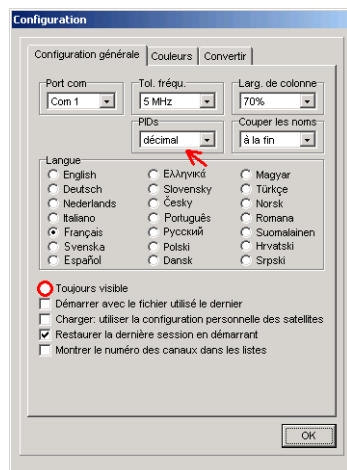 Configuration
Configuration générale Couleurs Convertir
Port com Tol. fréqu. Larg. de colonne
Com 1 5 MHz 70%
PIDs Couper les noms
décimal à la fin
Langue
English Ελληνικά Magyar
Deutsch Slovensky Türkçe
Nederlands Česky Norsk
Italiano Português Romana
Français Русский Suomalainen
Svenska Polski Hrvatski
Español Dansk Srpski
Toujours visible
Démarrer avec le fichier utilisé le dernier
Charger: utiliser la configuration personnelle des satellites
Restaurer la dernière session en démarrant
Montrer le numéro des canaux dans les listes
OK